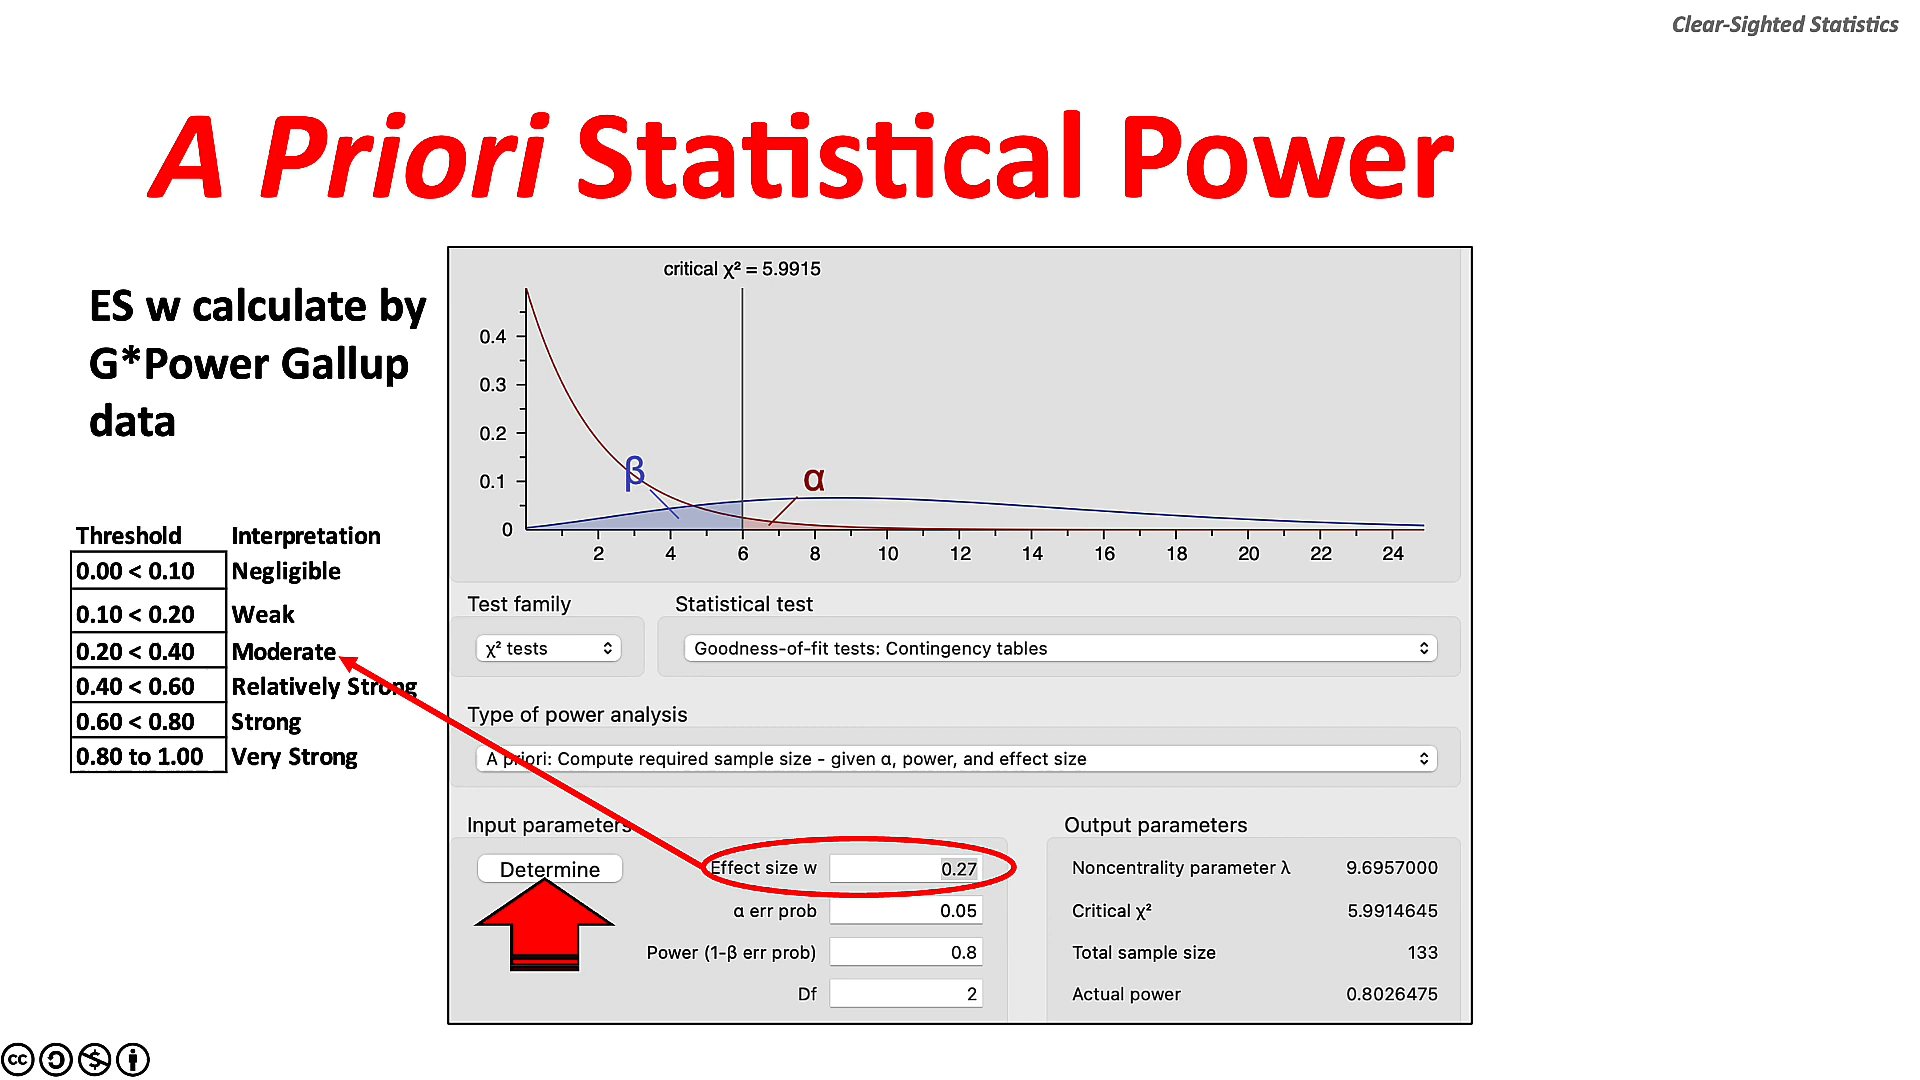 Clear-Sighted Statistics
A Priori Statistical Power
ES w calculate by
G*Power Gallup
data
Threshold Interpretation
0.00 < 0.10 Negligible
0.10 < 0.20 Weak
0.20 < 0.40 Moderate
0.40 < 0.60 Relatively Strong
0.60 < 0.80 Strong
0.80 to 1.00 Very Strong
critical χ² = 5.9915
0.4
0.3
0.2
0.1
0
β
α
2 4 6 8 10 12 14 16 18 20 22 24
Test family Statistical test
χ² tests Goodness-of-fit tests: Contingency tables
Type of power analysis
A priori: Compute required sample size - given α, power, and effect size
Input parameters Output parameters
Determine Effect size w 0.27 Noncentrality parameter λ 9.6957000
α err prob 0.05 Critical χ² 5.9914645
Power (1-β err prob) 0.8 Total sample size 133
Df 2 Actual power 0.8026475
cc